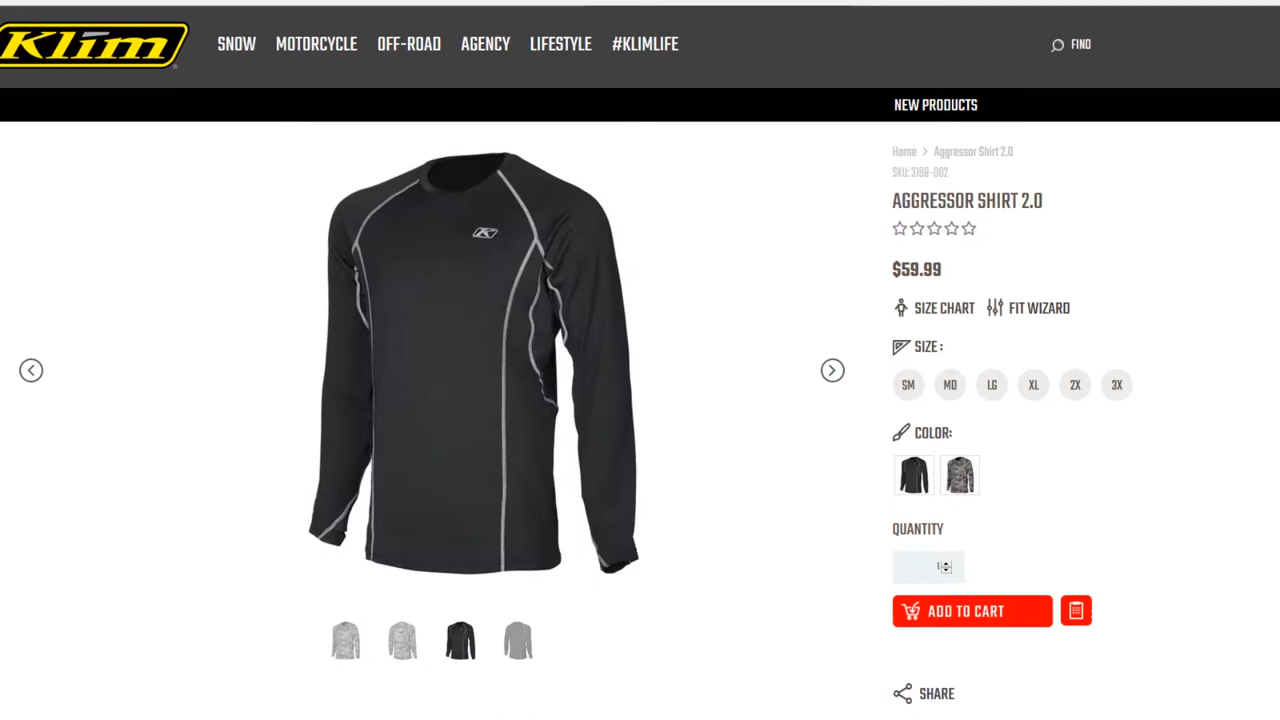 Klim
SNOW MOTORCYCLE OFF-ROAD AGENCY LIFESTYLE #KLIMLIFE
FIND
NEW PRODUCTS
Home > Aggressor Shirt 2.0
SKU: 3198-002
AGGRESSOR SHIRT 2.0
$59.99
SIZE CHART FIT WIZARD
SIZE :
SM MD LG XL 2X 3X
COLOR:
QUANTITY
1
ADD TO CART
SHARE